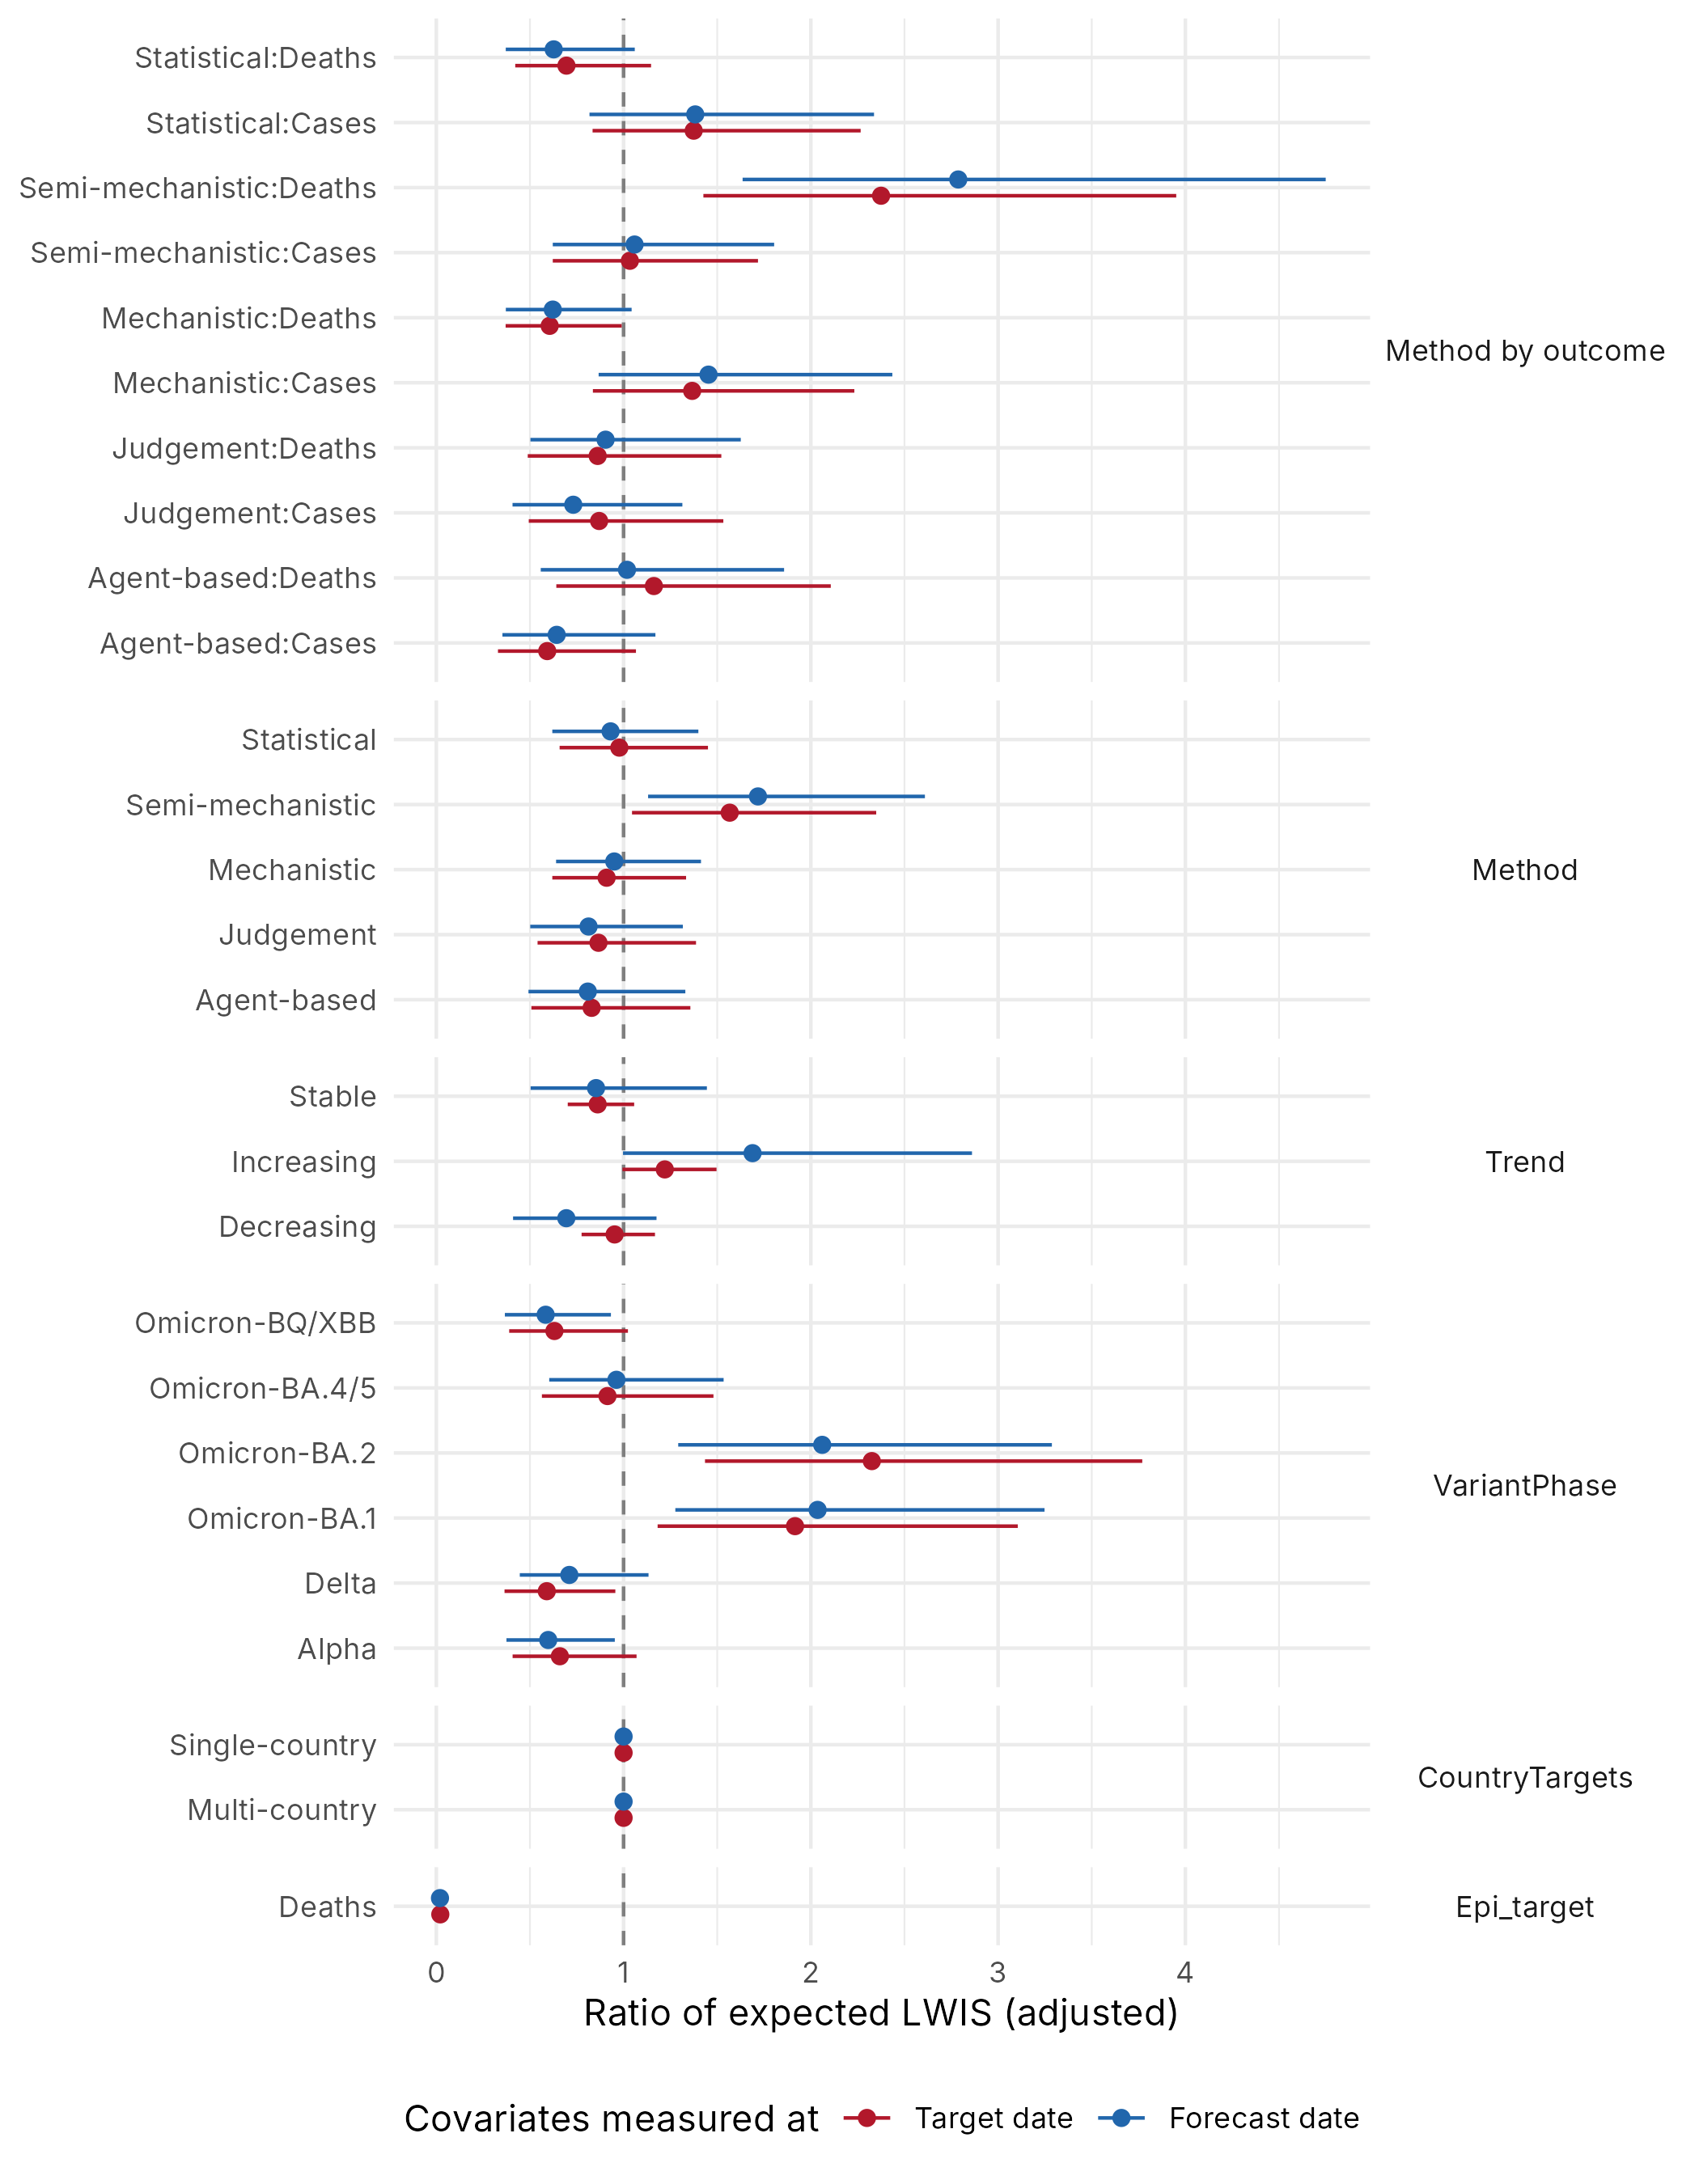 Statistical:Deaths
Statistical:Cases
Semi-mechanistic:Deaths
Semi-mechanistic:Cases
Mechanistic:Deaths
Mechanistic:Cases
Judgement:Deaths
Judgement:Cases
Agent-based:Deaths
Agent-based:Cases
Method by outcome
Statistical
Semi-mechanistic
Mechanistic
Judgement
Agent-based
Method
Stable
Increasing
Decreasing
Trend
Omicron-BQ/XBB
Omicron-BA.4/5
Omicron-BA.2
Omicron-BA.1
Delta
Alpha
VariantPhase
Single-country
Multi-country
CountryTargets
Deaths
Epi_target
0 1 2 3 4
Ratio of expected LWIS (adjusted)
Covariates measured at Target date Forecast date